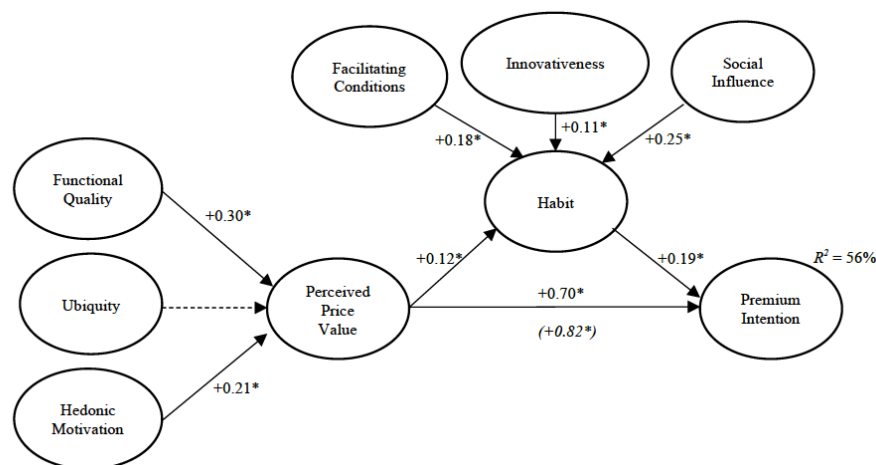 Facilitating
Conditions
Innovativeness
Social
Influence
+0.18*
+0.11*
+0.25*
Functional
Quality
+0.30*
Habit
Ubiquity
+0.12*
+0.19*
R² = 56%
Perceived
Price
Value
+0.70*
(+0.82*)
Premium
Intention
+0.21*
Hedonic
Motivation